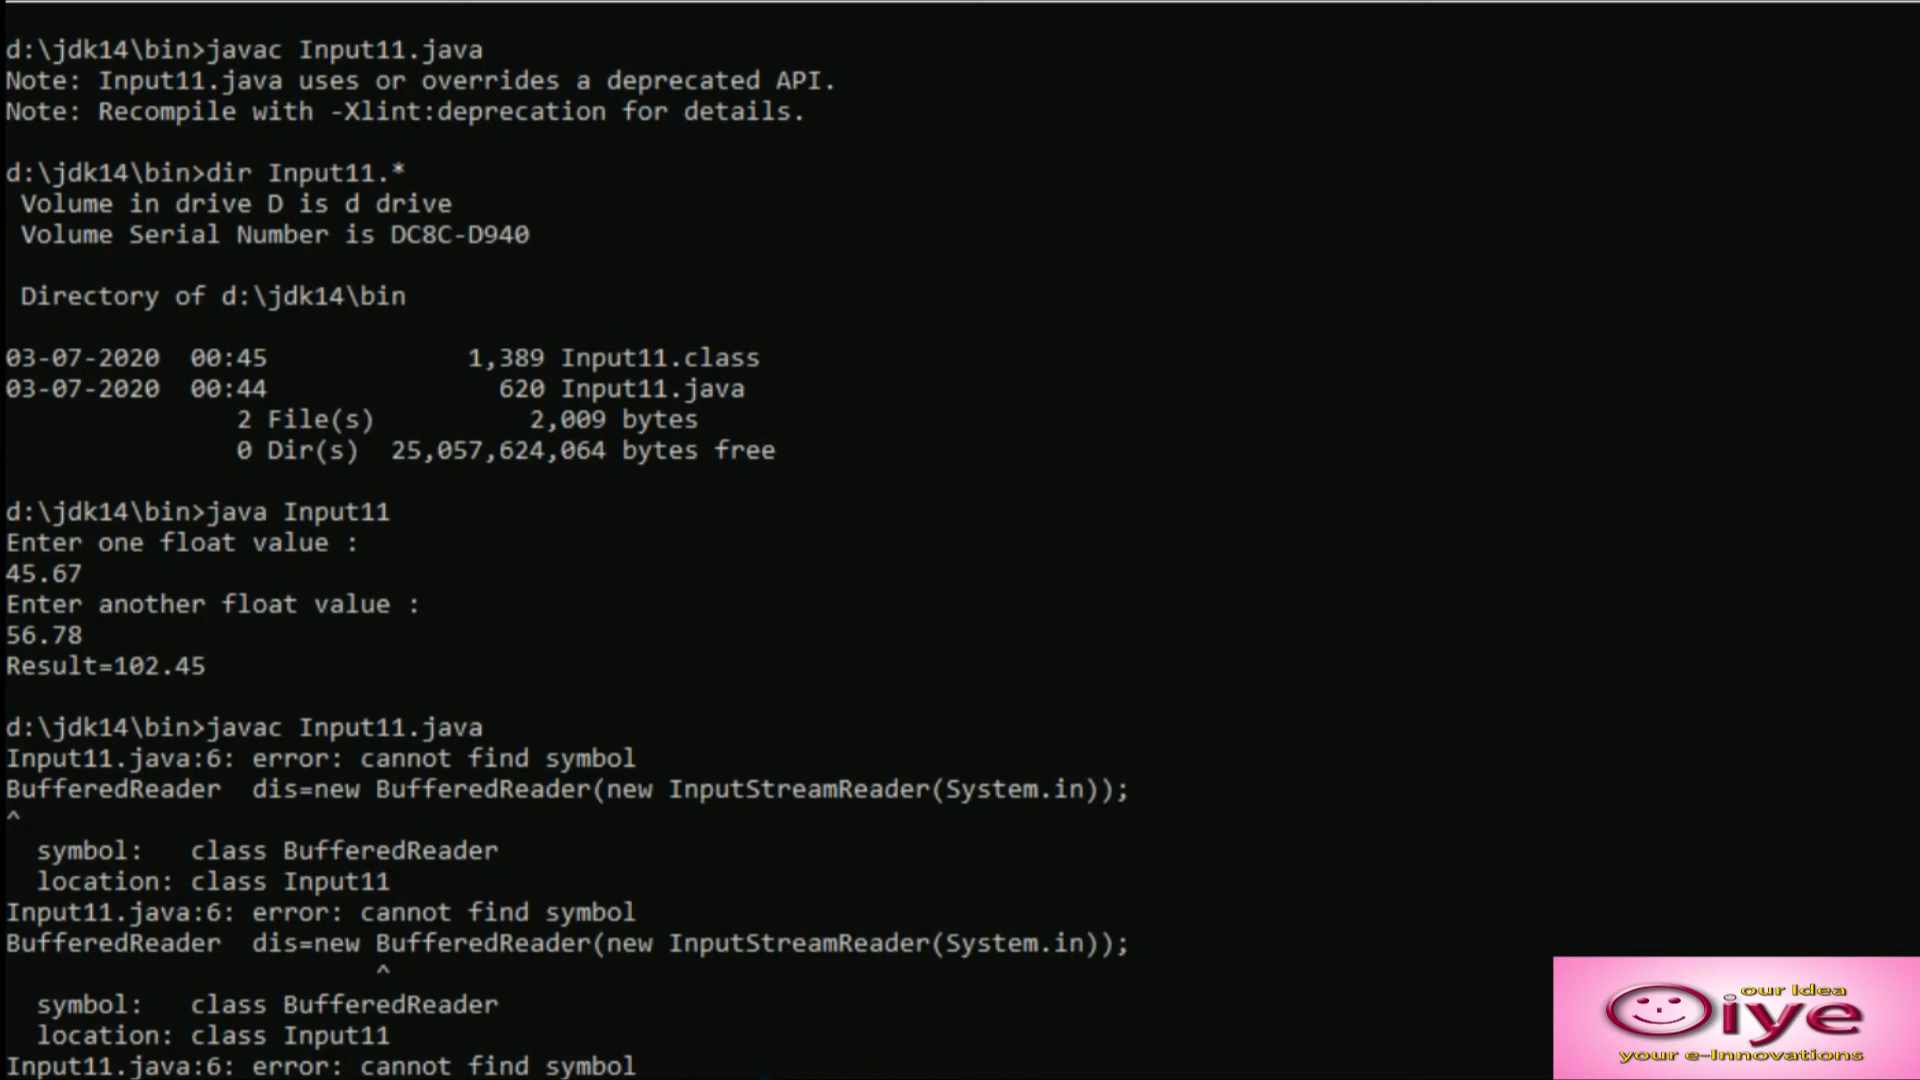 d:\jdk14\bin>javac Input11.java
Note: Input11.java uses or overrides a deprecated API.
Note: Recompile with -Xlint:deprecation for details.
d:\jdk14\bin>dir Input11.*
Volume in drive D is d drive
Volume Serial Number is DC8C-D940
Directory of d:\jdk14\bin
03-07-2020  00:45             1,389 Input11.class
03-07-2020  00:44               620 Input11.java
2 File(s)          2,009 bytes
0 Dir(s)  25,057,624,064 bytes free
d:\jdk14\bin>java Input11
Enter one float value :
45.67
Enter another float value :
56.78
Result=102.45
d:\jdk14\bin>javac Input11.java
Input11.java:6: error: cannot find symbol
BufferedReader  dis=new BufferedReader(new InputStreamReader(System.in));
^
symbol:   class BufferedReader
location: class Input11
Input11.java:6: error: cannot find symbol
BufferedReader  dis=new BufferedReader(new InputStreamReader(System.in));
^
symbol:   class BufferedReader
location: class Input11
Input11.java:6: error: cannot find symbol
our Idea
Oiye
your e-Innovations